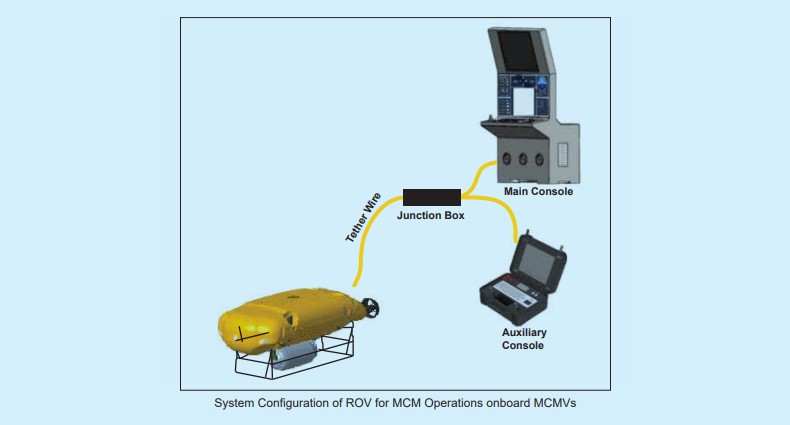 Main Console
Tether Wire
Junction Box
Auxiliary
Console
System Configuration of ROV for MCM Operations onboard MCMVs